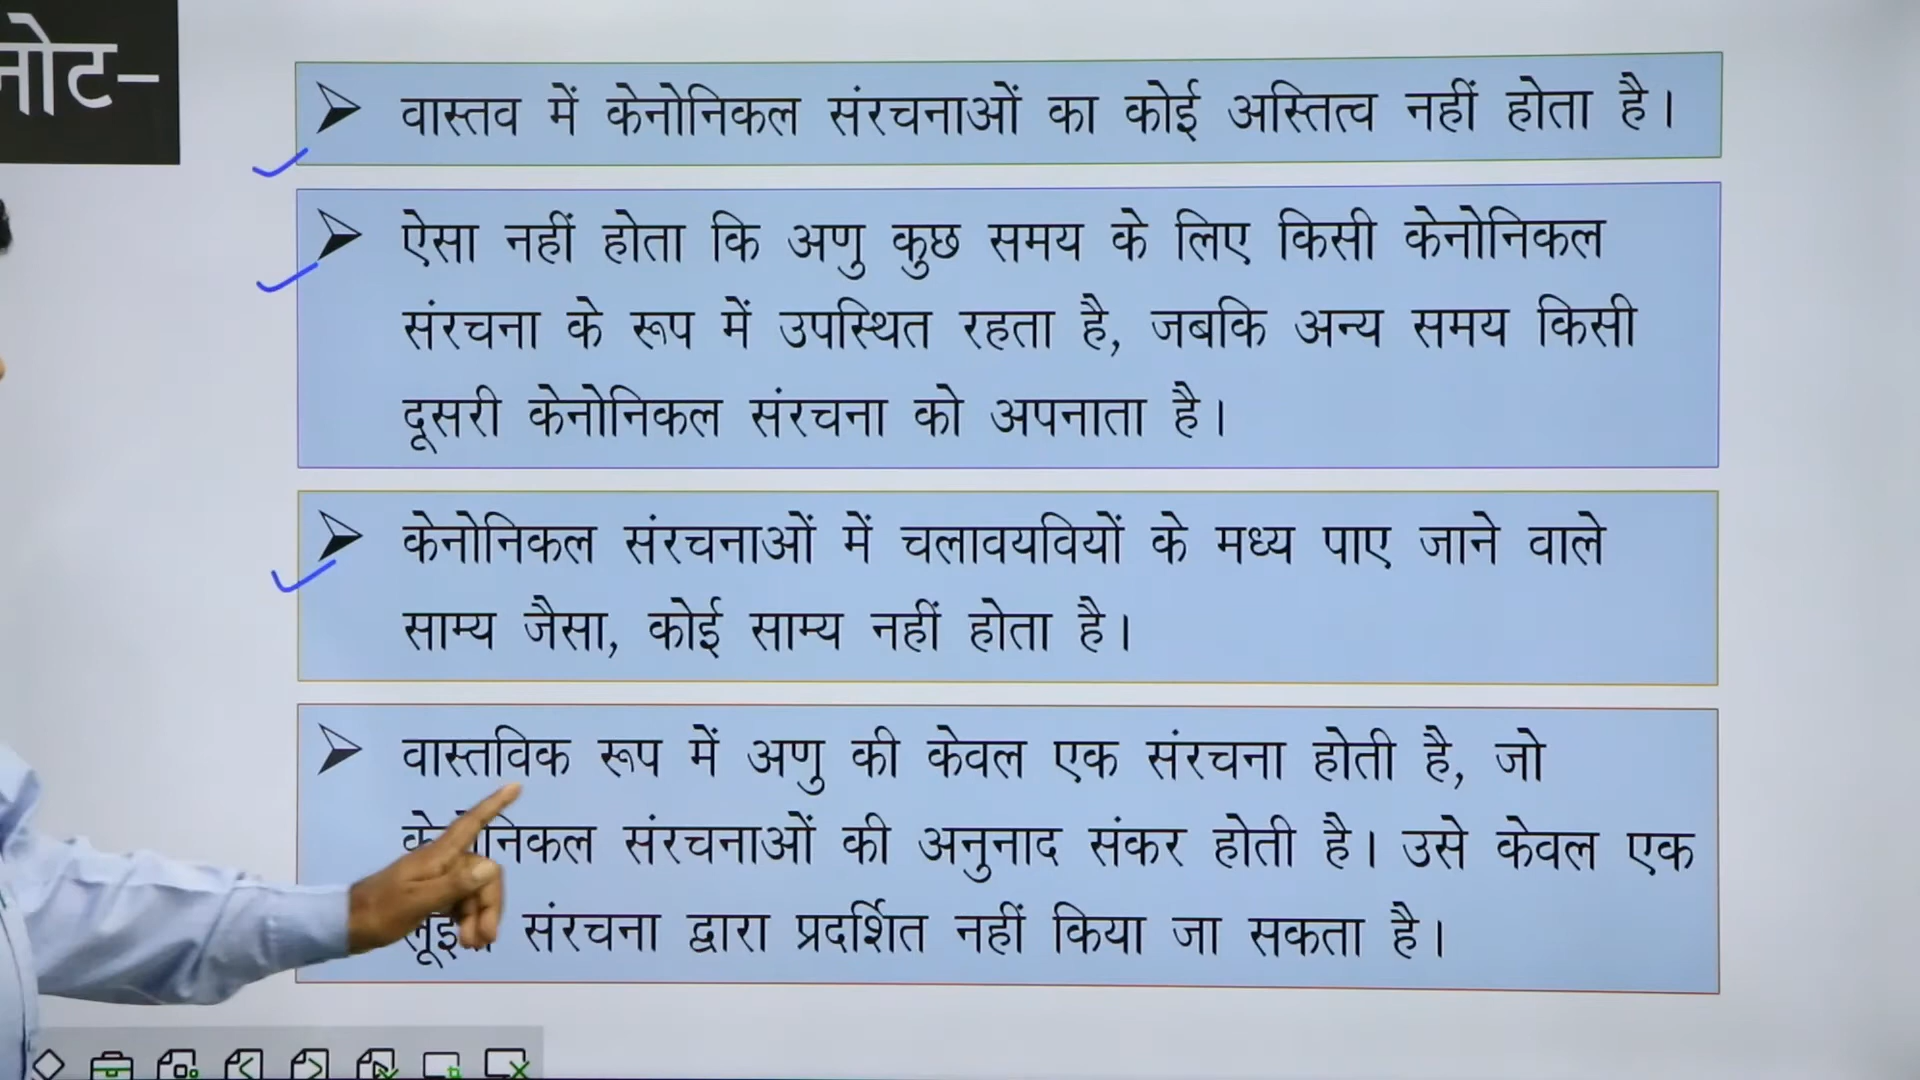 नोट–
वास्तव में केनोनिकल संरचनाओं का कोई अस्तित्व नहीं होता है।
ऐसा नहीं होता कि अणु कुछ समय के लिए किसी केनोनिकल
संरचना के रूप में उपस्थित रहता है, जबकि अन्य समय किसी
दूसरी केनोनिकल संरचना को अपनाता है।
केनोनिकल संरचनाओं में चलावयवियों के मध्य पाए जाने वाले
साम्य जैसा, कोई साम्य नहीं होता है।
वास्तविक रूप में अणु की केवल एक संरचना होती है, जो
केनोनिकल संरचनाओं की अनुनाद संकर होती है। उसे केवल एक
संरचना द्वारा प्रदर्शित नहीं किया जा सकता है।